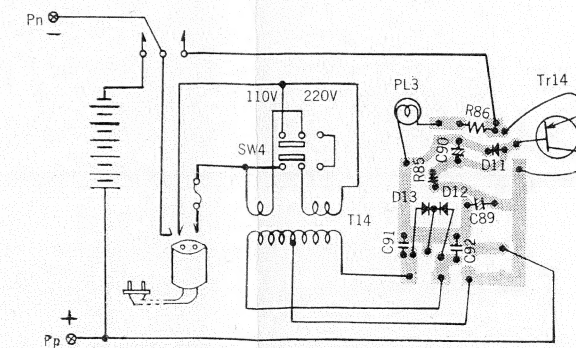 Pn
−
110V 220V
PL3
Tr14
R86
C90
SW4
D11
R85
D13 D12
C89
T14
C91
C92
+
Pp